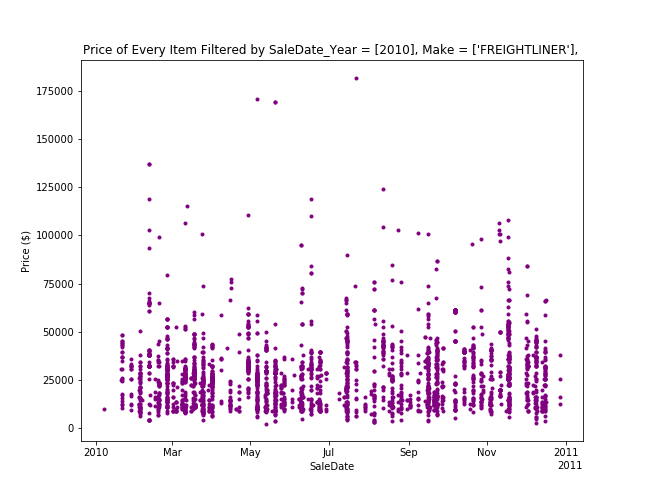 Price of Every Item Filtered by SaleDate_Year = [2010], Make = ['FREIGHTLINER'],
175000
150000
125000
100000
75000
50000
25000
0
Price ($)
2010 Mar May Jul Sep Nov 2011
SaleDate
2011